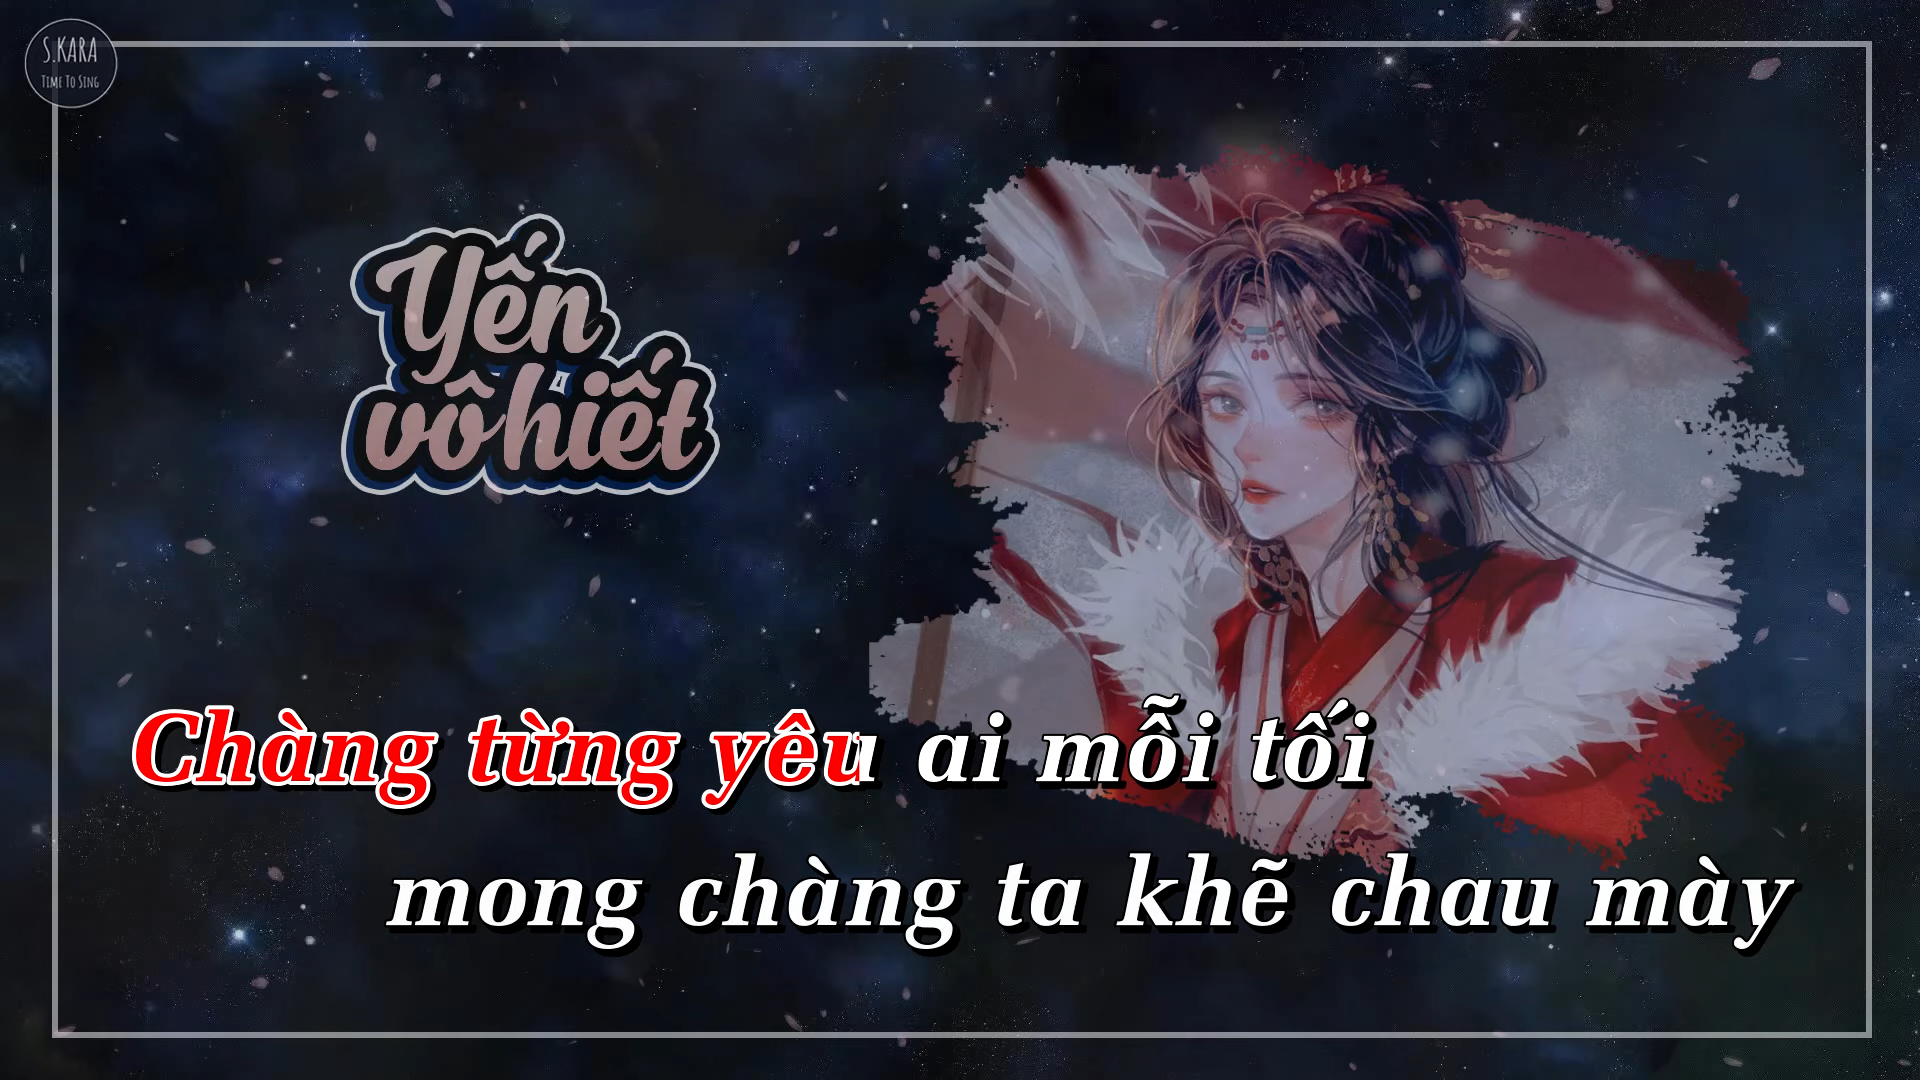 S.KARA
TIME TO SING
Yến
vô hiết
Chàng từng yêu ai mỗi tối
mong chàng ta khẽ chau mày